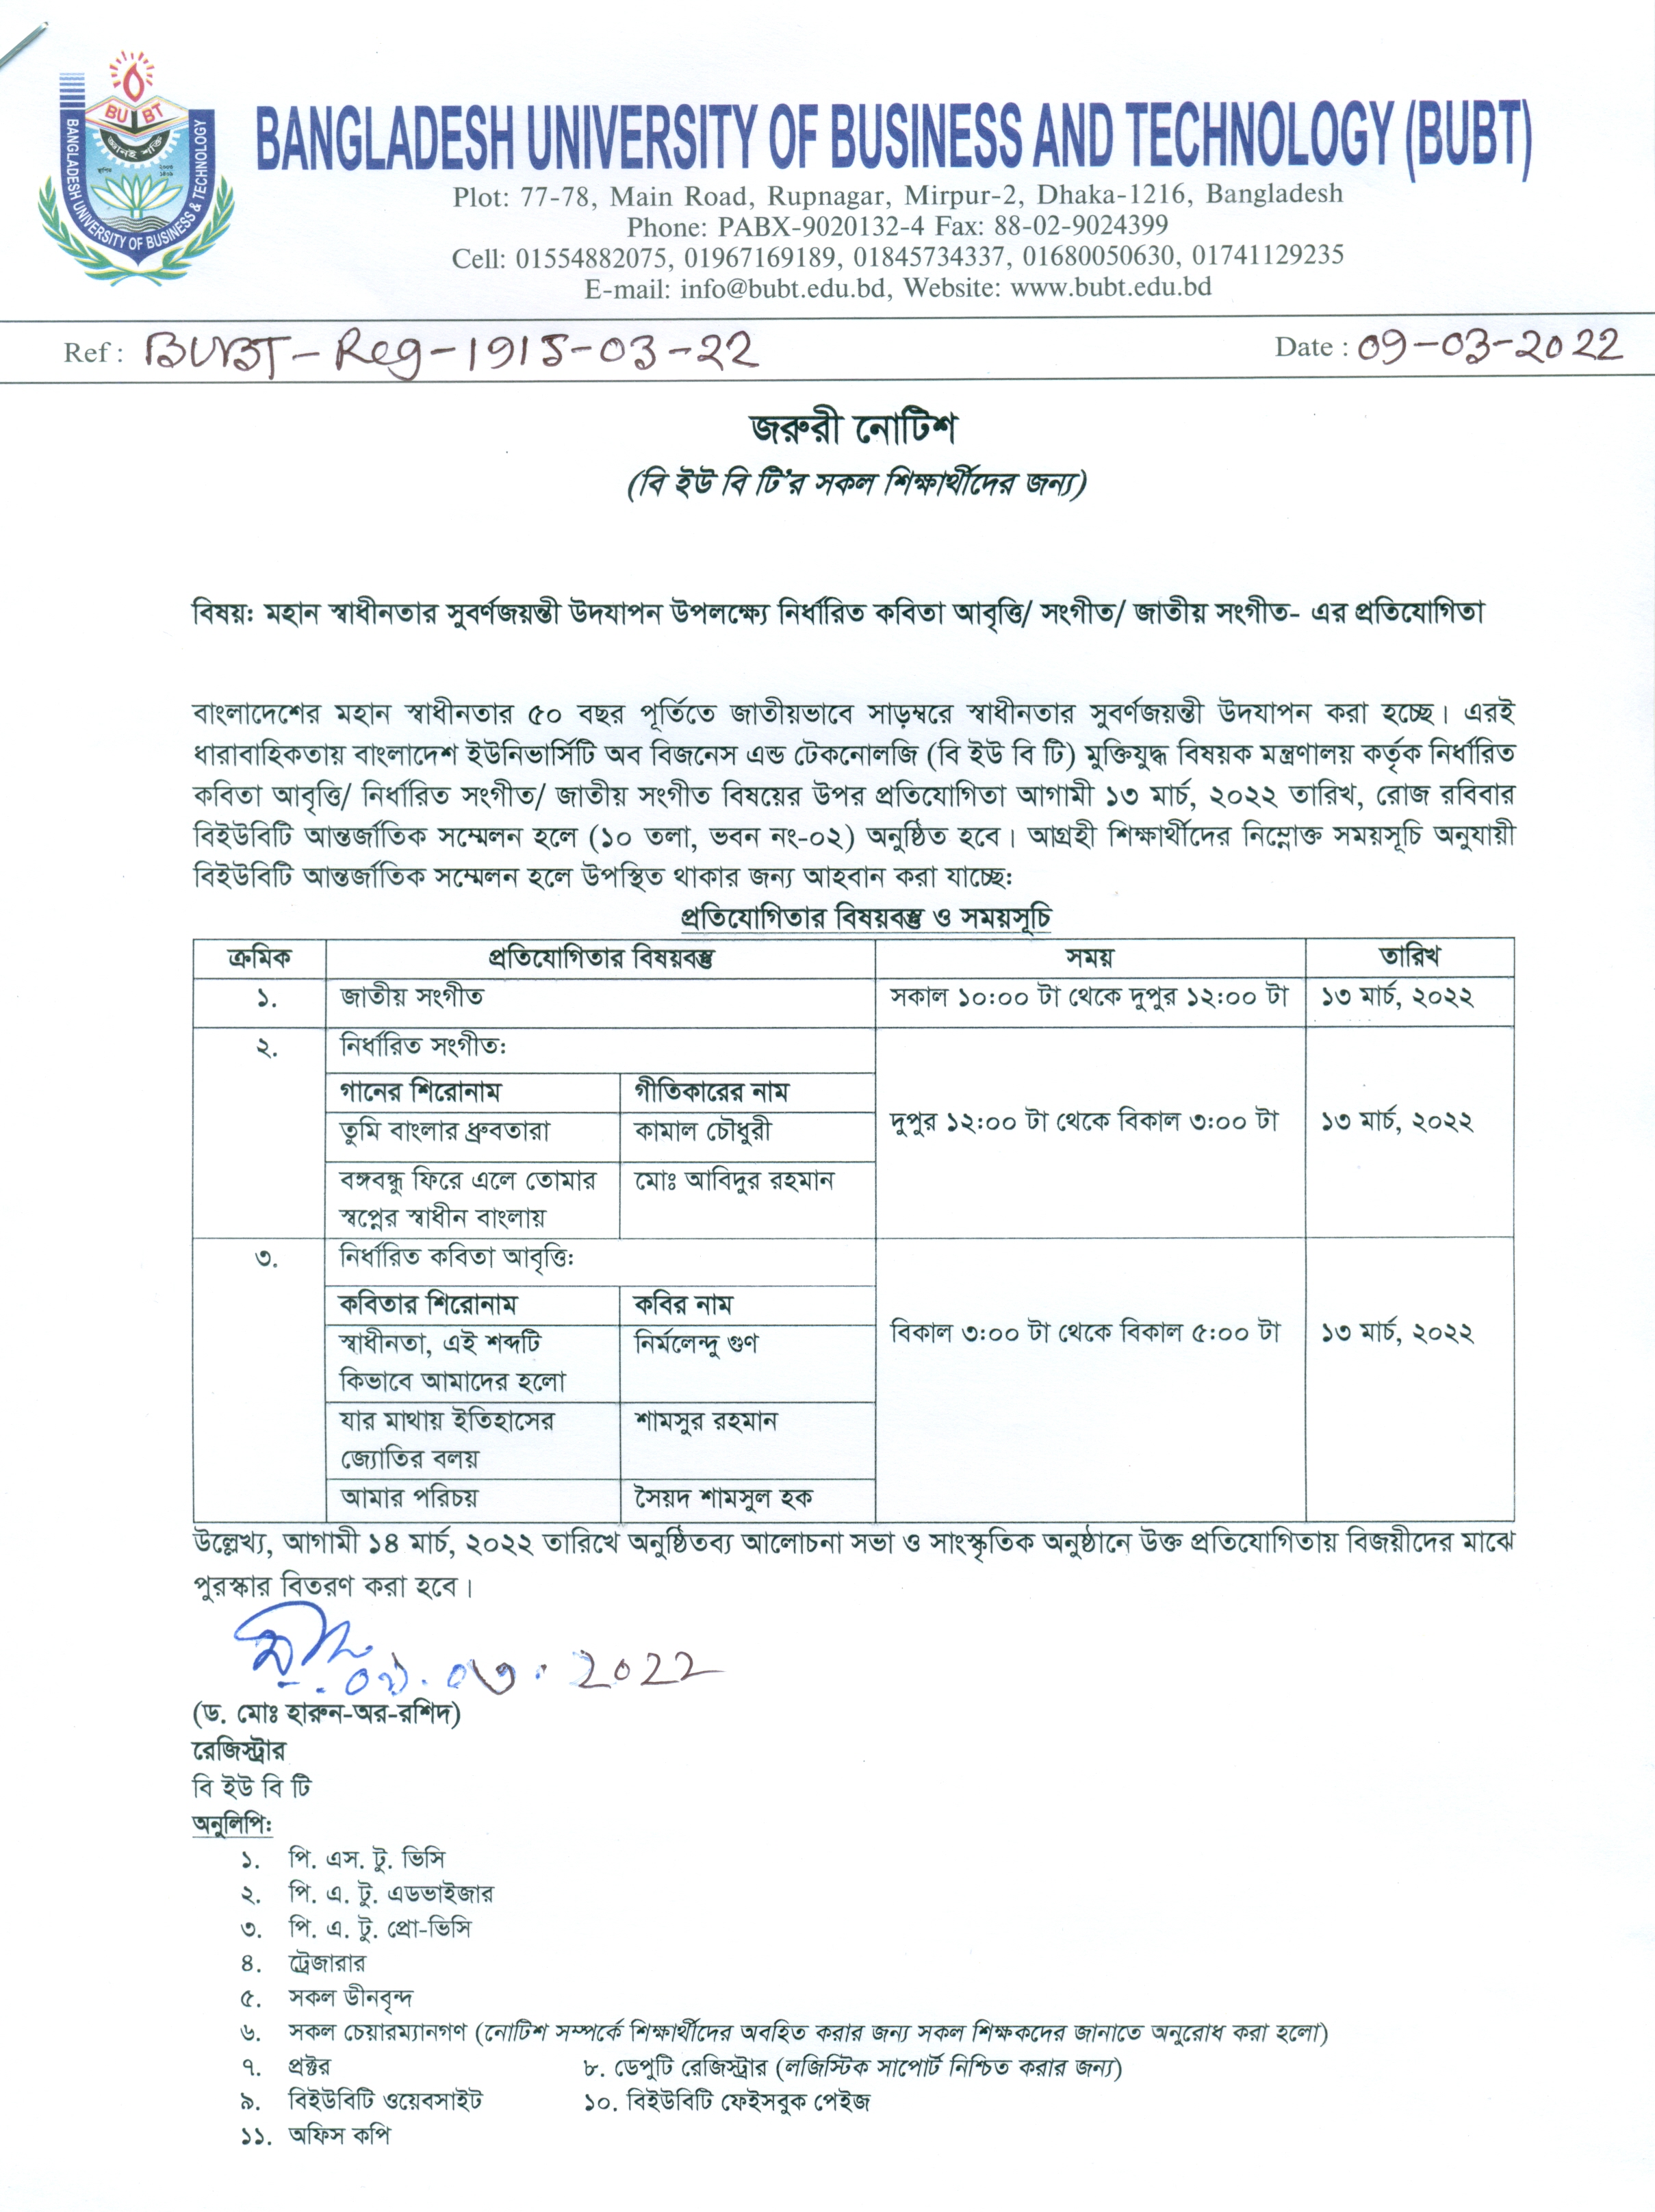 BUBT
জ্ঞানই শক্তি
BANGLADESH UNIVERSITY OF BUSINESS & TECHNOLOGY
BANGLADESH UNIVERSITY OF BUSINESS AND TECHNOLOGY (BUBT)
Plot: 77-78, Main Road, Rupnagar, Mirpur-2, Dhaka-1216, Bangladesh
Phone: PABX-9020132-4 Fax: 88-02-9024399
Cell: 01554882075, 01967169189, 01845734337, 01680050630, 01741129235
E-mail: info@bubt.edu.bd, Website: www.bubt.edu.bd
Ref : BUBT-Reg-1915-03-22 Date : 09-03-2022
জরুরী নোটিশ
(বি ইউ বি টি'র সকল শিক্ষার্থীদের জন্য)
বিষয়: মহান স্বাধীনতার সুবর্ণজয়ন্তী উদযাপন উপলক্ষ্যে নির্ধারিত কবিতা আবৃত্তি/ সংগীত/ জাতীয় সংগীত- এর প্রতিযোগিতা
বাংলাদেশের মহান স্বাধীনতার ৫০ বছর পূর্তিতে জাতীয়ভাবে সাড়ম্বরে স্বাধীনতার সুবর্ণজয়ন্তী উদযাপন করা হচ্ছে। এরই
ধারাবাহিকতায় বাংলাদেশ ইউনিভার্সিটি অব বিজনেস এন্ড টেকনোলজি (বি ইউ বি টি) মুক্তিযুদ্ধ বিষয়ক মন্ত্রণালয় কর্তৃক নির্ধারিত
কবিতা আবৃত্তি/ নির্ধারিত সংগীত/ জাতীয় সংগীত বিষয়ের উপর প্রতিযোগিতা আগামী ১৩ মার্চ, ২০২২ তারিখ, রোজ রবিবার
বিইউবিটি আন্তর্জাতিক সম্মেলন হলে (১০ তলা, ভবন নং-০২) অনুষ্ঠিত হবে। আগ্রহী শিক্ষার্থীদের নিম্নোক্ত সময়সূচি অনুযায়ী
বিইউবিটি আন্তর্জাতিক সম্মেলন হলে উপস্থিত থাকার জন্য আহবান করা যাচ্ছে:
প্রতিযোগিতার বিষয়বস্তু ও সময়সূচি
ক্রমিক প্রতিযোগিতার বিষয়বস্তু সময় তারিখ
১. জাতীয় সংগীত সকাল ১০:০০ টা থেকে দুপুর ১২:০০ টা ১৩ মার্চ, ২০২২
২. নির্ধারিত সংগীত:
গানের শিরোনাম গীতিকারের নাম
তুমি বাংলার ধ্রুবতারা কামাল চৌধুরী দুপুর ১২:০০ টা থেকে বিকাল ৩:০০ টা ১৩ মার্চ, ২০২২
বঙ্গবন্ধু ফিরে এলে তোমার মোঃ আবিদুর রহমান
স্বপ্নের স্বাধীন বাংলায়
৩. নির্ধারিত কবিতা আবৃত্তি:
কবিতার শিরোনাম কবির নাম
স্বাধীনতা, এই শব্দটি নির্মলেন্দু গুণ বিকাল ৩:০০ টা থেকে বিকাল ৫:০০ টা ১৩ মার্চ, ২০২২
কিভাবে আমাদের হলো
যার মাথায় ইতিহাসের শামসুর রহমান
জ্যোতির বলয়
আমার পরিচয় সৈয়দ শামসুল হক
উল্লেখ্য, আগামী ১৪ মার্চ, ২০২২ তারিখে অনুষ্ঠিতব্য আলোচনা সভা ও সাংস্কৃতিক অনুষ্ঠানে উক্ত প্রতিযোগিতায় বিজয়ীদের মাঝে
পুরস্কার বিতরণ করা হবে।
০৯.০৩.2022
(ড. মোঃ হারুন-অর-রশিদ)
রেজিস্ট্রার
বি ইউ বি টি
অনুলিপি:
১. পি. এস. টু. ভিসি
২. পি. এ. টু. এডভাইজার
৩. পি. এ. টু. প্রো-ভিসি
৪. ট্রেজারার
৫. সকল ডীনবৃন্দ
৬. সকল চেয়ারম্যানগণ (নোটিশ সম্পর্কে শিক্ষার্থীদের অবহিত করার জন্য সকল শিক্ষকদের জানাতে অনুরোধ করা হলো)
৭. প্রক্টর ৮. ডেপুটি রেজিস্ট্রার (লজিস্টিক সাপোর্ট নিশ্চিত করার জন্য)
৯. বিইউবিটি ওয়েবসাইট ১০. বিইউবিটি ফেইসবুক পেইজ
১১. অফিস কপি